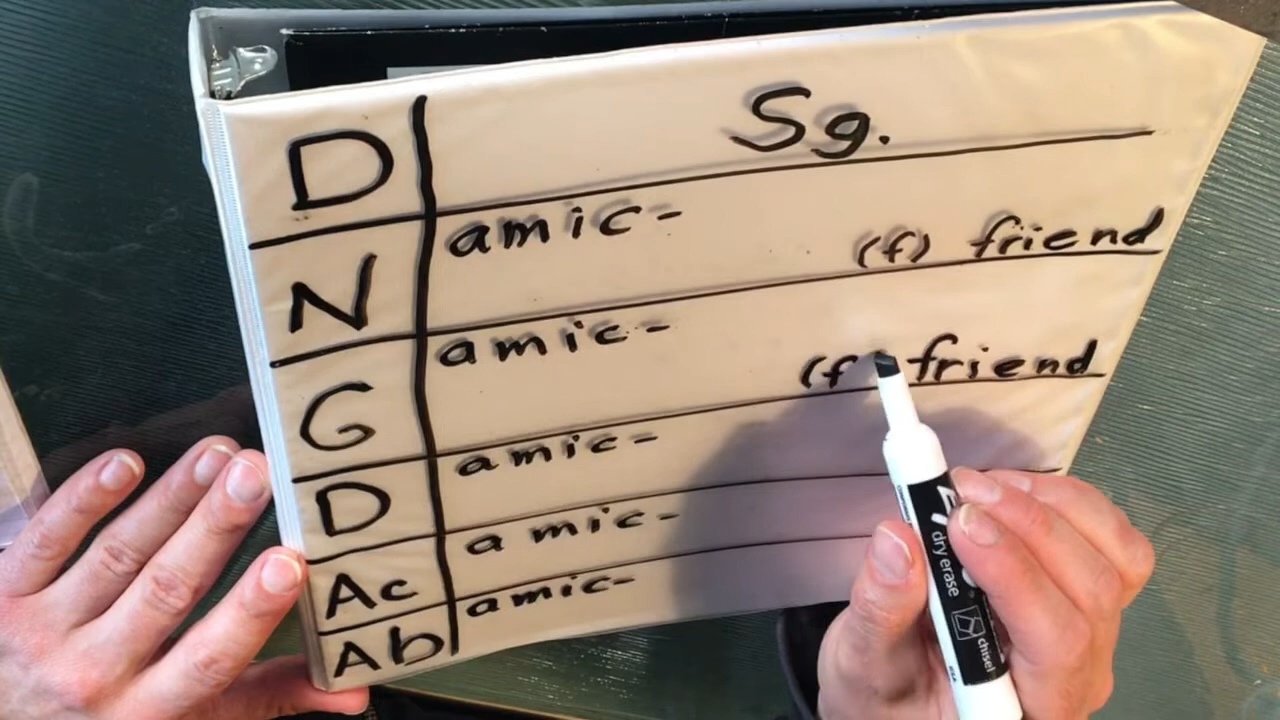 D Sg.
N amic- (f) friend
G amic- (f) friend
D amic-
Ac amic-
Ab amic-
dry erase
chisel